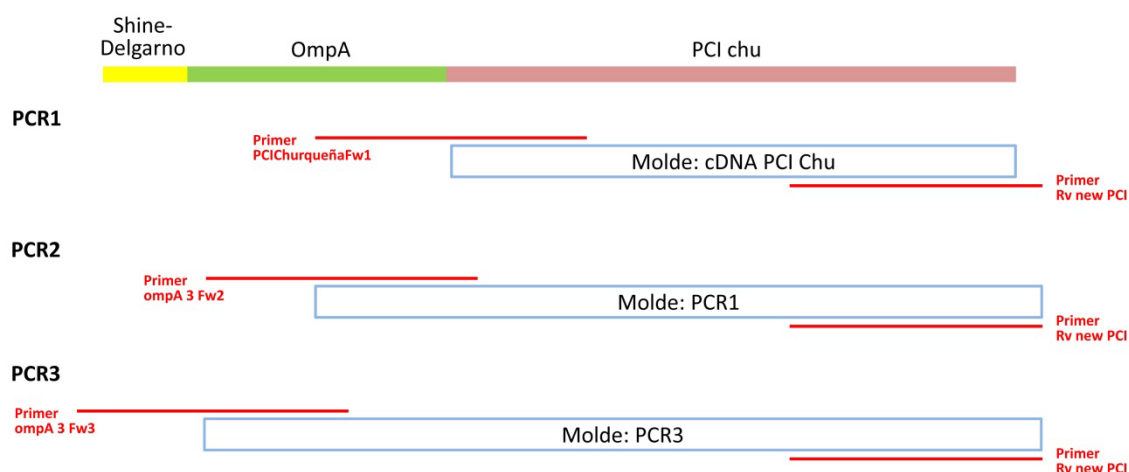 Shine-
Delgarno
OmpA
PCI chu
PCR1
Primer
PCIChurqueñaFw1
Molde: cDNA PCI Chu
Primer
Rv new PCI
PCR2
Primer
ompA 3 Fw2
Molde: PCR1
Primer
Rv new PCI
PCR3
Primer
ompA 3 Fw3
Molde: PCR3
Primer
Rv new PCI